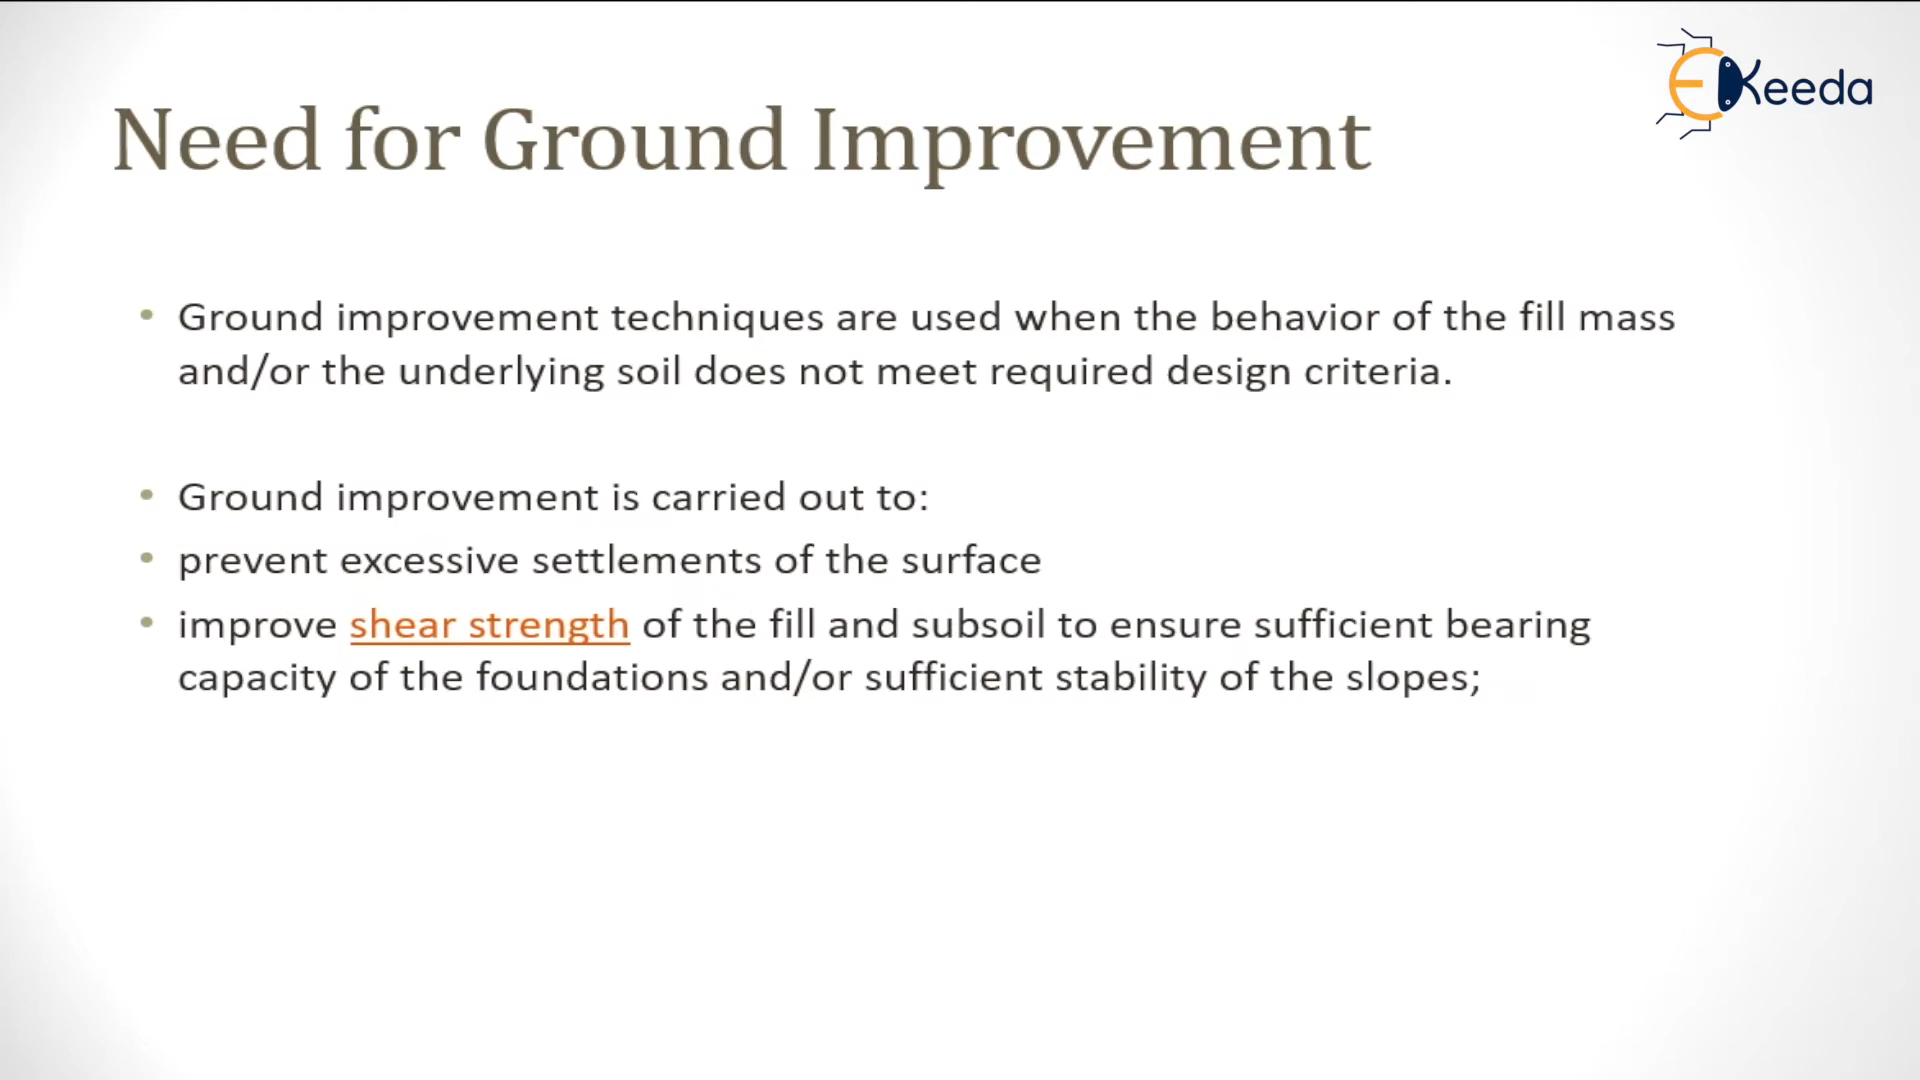 EKeeda
Need for Ground Improvement
• Ground improvement techniques are used when the behavior of the fill mass
and/or the underlying soil does not meet required design criteria.
• Ground improvement is carried out to:
• prevent excessive settlements of the surface
• improve shear strength of the fill and subsoil to ensure sufficient bearing
capacity of the foundations and/or sufficient stability of the slopes;